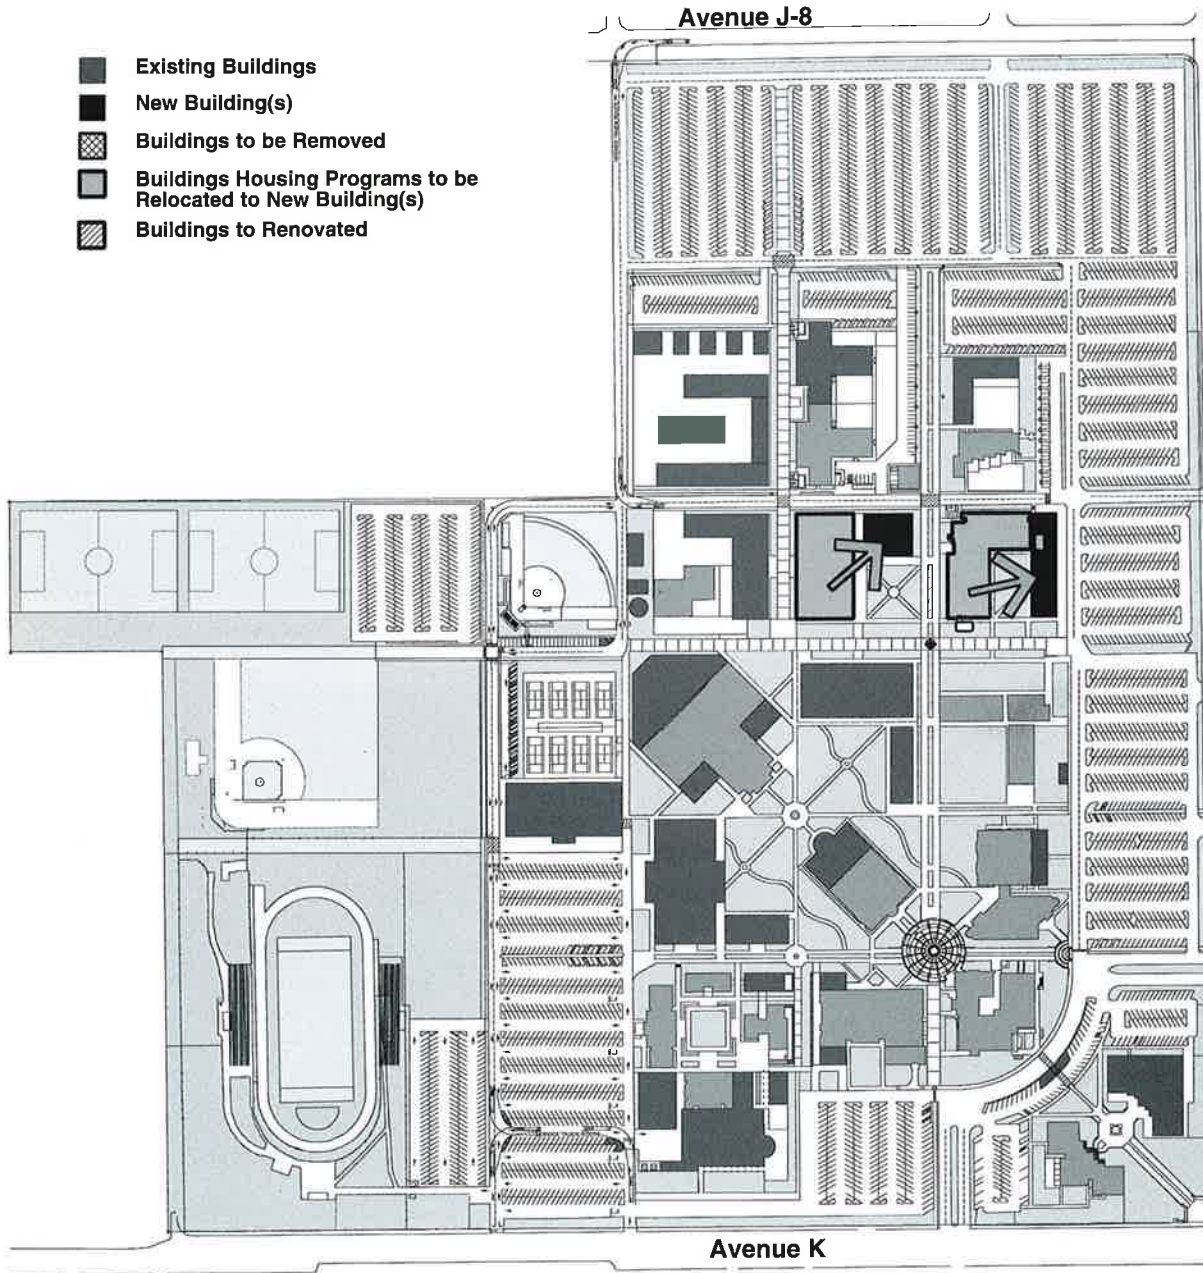 Avenue J-8
Existing Buildings
New Building(s)
Buildings to be Removed
Buildings Housing Programs to be
Relocated to New Building(s)
Buildings to Renovated
Avenue K